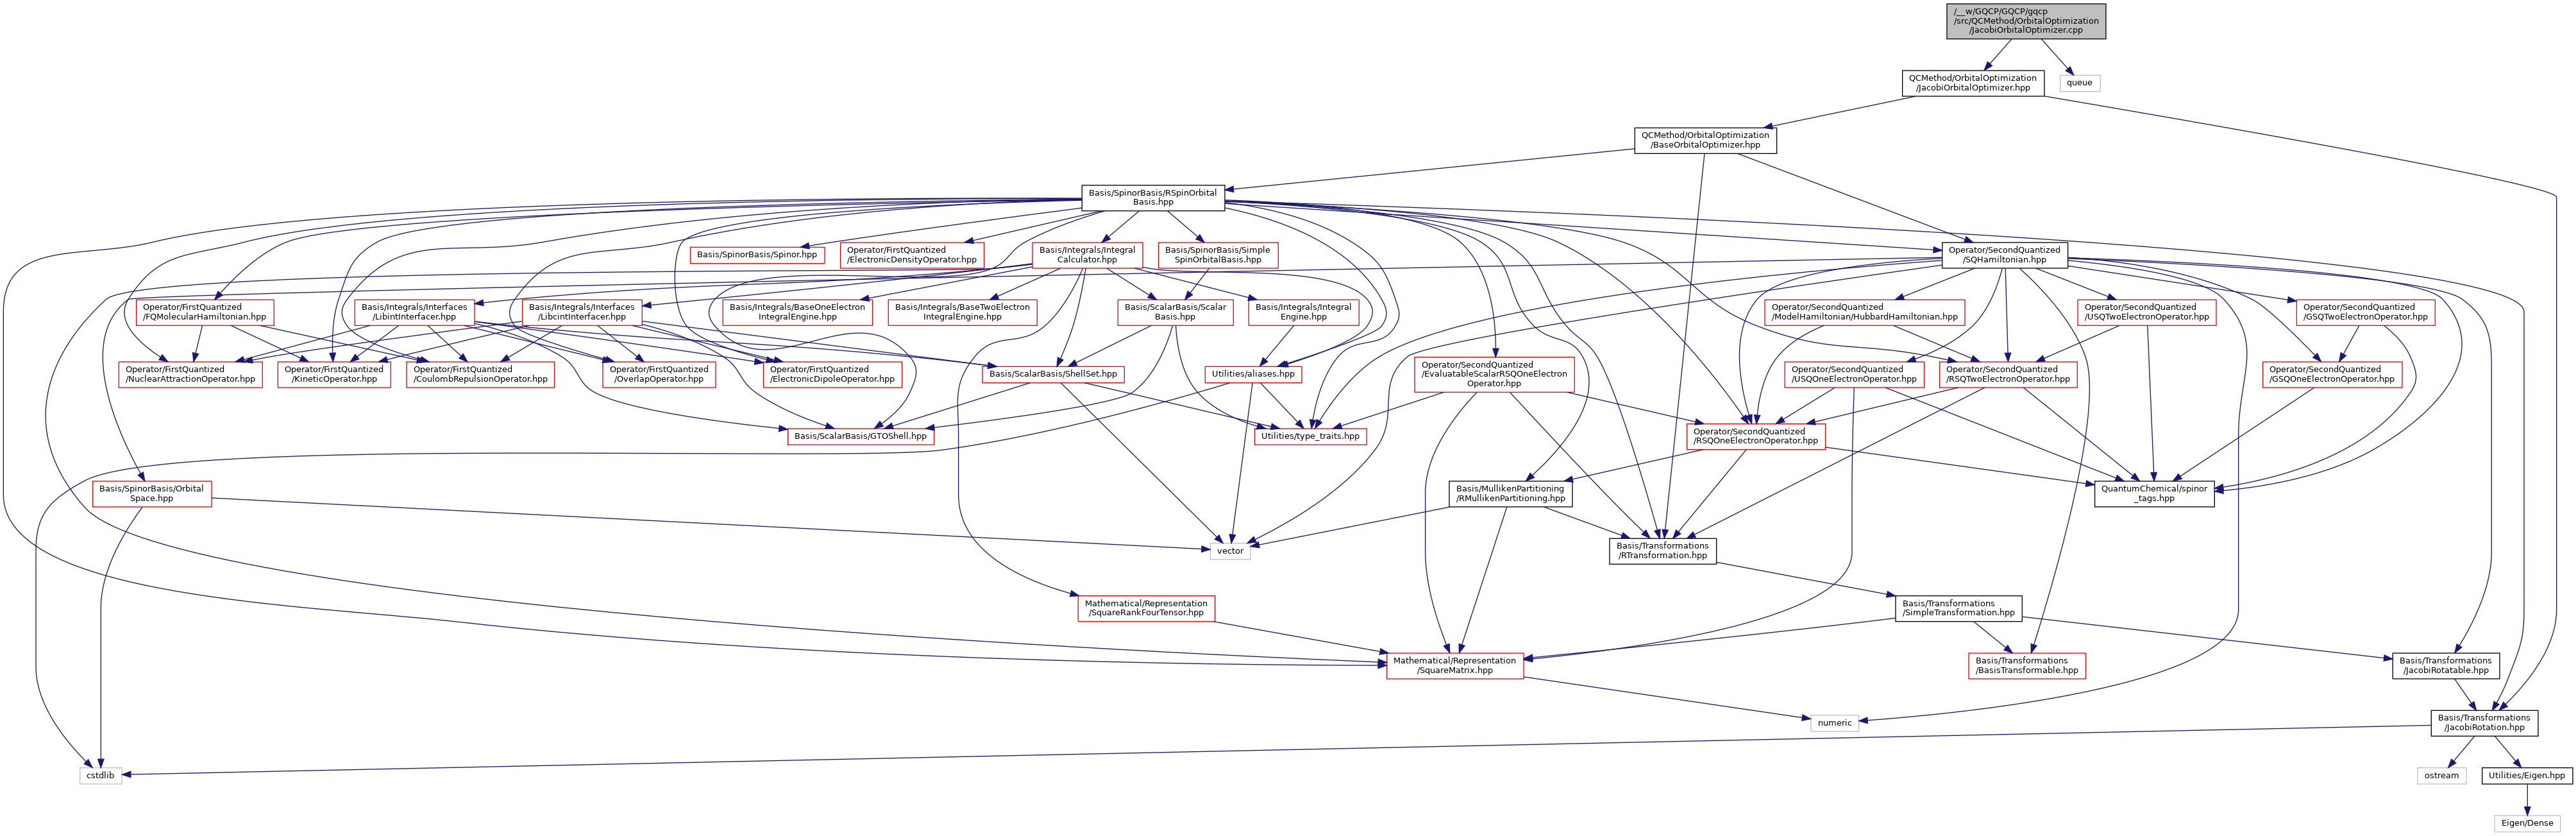 /__w/GQCP/GQCP/gqcp
/src/QCMethod/OrbitalOptimization
/JacobiOrbitalOptimizer.cpp
QCMethod/OrbitalOptimization
/JacobiOrbitalOptimizer.hpp
queue
QCMethod/OrbitalOptimization
/BaseOrbitalOptimizer.hpp
Basis/SpinorBasis/RSpinOrbital
Basis.hpp
Basis/SpinorBasis/Spinor.hpp
Operator/FirstQuantized
/ElectronicDensityOperator.hpp
Basis/Integrals/Integral
Calculator.hpp
Basis/SpinorBasis/Simple
SpinOrbitalBasis.hpp
Operator/SecondQuantized
/SQHamiltonian.hpp
Operator/FirstQuantized
/FQMolecularHamiltonian.hpp
Basis/Integrals/Interfaces
/LibintInterfacer.hpp
Basis/Integrals/Interfaces
/LibcintInterfacer.hpp
Basis/Integrals/BaseOneElectron
IntegralEngine.hpp
Basis/Integrals/BaseTwoElectron
IntegralEngine.hpp
Basis/ScalarBasis/Scalar
Basis.hpp
Basis/Integrals/Integral
Engine.hpp
Operator/SecondQuantized
/ModelHamiltonian/HubbardHamiltonian.hpp
Operator/SecondQuantized
/USQTwoElectronOperator.hpp
Operator/SecondQuantized
/GSQTwoElectronOperator.hpp
Operator/FirstQuantized
/NuclearAttractionOperator.hpp
Operator/FirstQuantized
/KineticOperator.hpp
Operator/FirstQuantized
/CoulombRepulsionOperator.hpp
Operator/FirstQuantized
/OverlapOperator.hpp
Operator/FirstQuantized
/ElectronicDipoleOperator.hpp
Basis/ScalarBasis/ShellSet.hpp
Utilities/aliases.hpp
Operator/SecondQuantized
/EvaluatableScalarRSQOneElectron
Operator.hpp
Operator/SecondQuantized
/USQOneElectronOperator.hpp
Operator/SecondQuantized
/RSQTwoElectronOperator.hpp
Operator/SecondQuantized
/GSQOneElectronOperator.hpp
Basis/ScalarBasis/GTOShell.hpp
Utilities/type_traits.hpp
Operator/SecondQuantized
/RSQOneElectronOperator.hpp
Basis/SpinorBasis/Orbital
Space.hpp
Basis/MullikenPartitioning
/RMullikenPartitioning.hpp
QuantumChemical/spinor
_tags.hpp
vector
Basis/Transformations
/RTransformation.hpp
Mathematical/Representation
/SquareRankFourTensor.hpp
Basis/Transformations
/SimpleTransformation.hpp
Mathematical/Representation
/SquareMatrix.hpp
Basis/Transformations
/BasisTransformable.hpp
Basis/Transformations
/JacobiRotatable.hpp
numeric
Basis/Transformations
/JacobiRotation.hpp
cstdlib
ostream
Utilities/Eigen.hpp
Eigen/Dense